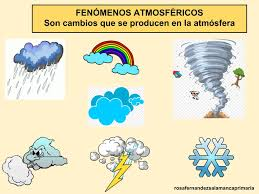 FENÓMENOS ATMOSFÉRICOS
Son cambios que se producen en la atmósfera
rosafernandezsalamancaprimaria